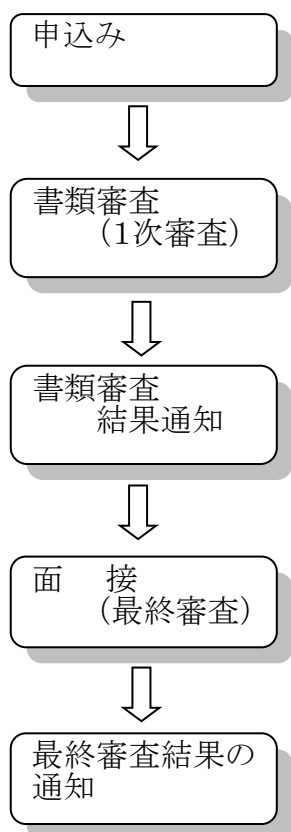 申込み
書類審査
（1次審査）
書類審査
結果通知
面　接
（最終審査）
最終審査結果の
通知